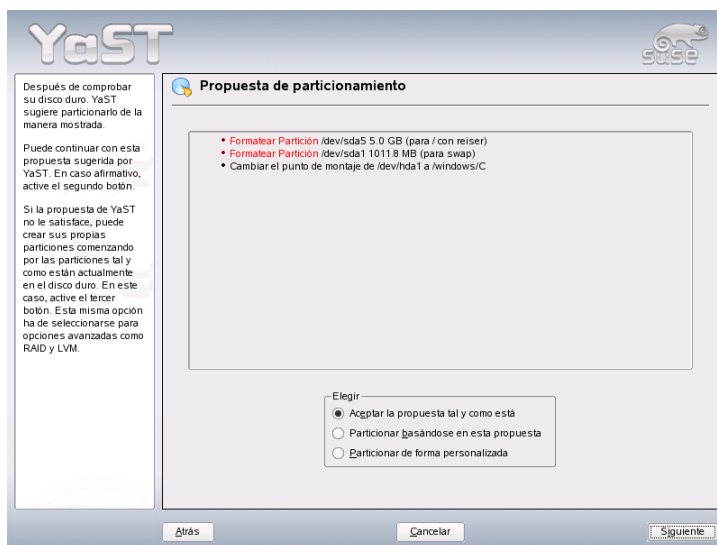 YaST
SUSE
Después de comprobar
su disco duro. YaST
sugiere particionarlo de la
manera mostrada.
Puede continuar con esta
propuesta sugerida por
YaST. En caso afirmativo,
active el segundo botón.
Si la propuesta de YaST
no le satisface, puede
crear sus propias
particiones comenzando
por las particiones tal y
como están actualmente
en el disco duro. En este
caso, active el tercer
botón. Esta misma opción
ha de seleccionarse para
opciones avanzadas como
RAID y LVM.
Propuesta de particionamiento
• Formatear Partición /dev/sda5 5.0 GB (para / con reiser)
• Formatear Partición /dev/sda1 1011.8 MB (para swap)
• Cambiar el punto de montaje de /dev/hda1 a /windows/C
Elegir
Aceptar la propuesta tal y como está
Particionar basándose en esta propuesta
Particionar de forma personalizada
Atrás
Cancelar
Siguiente